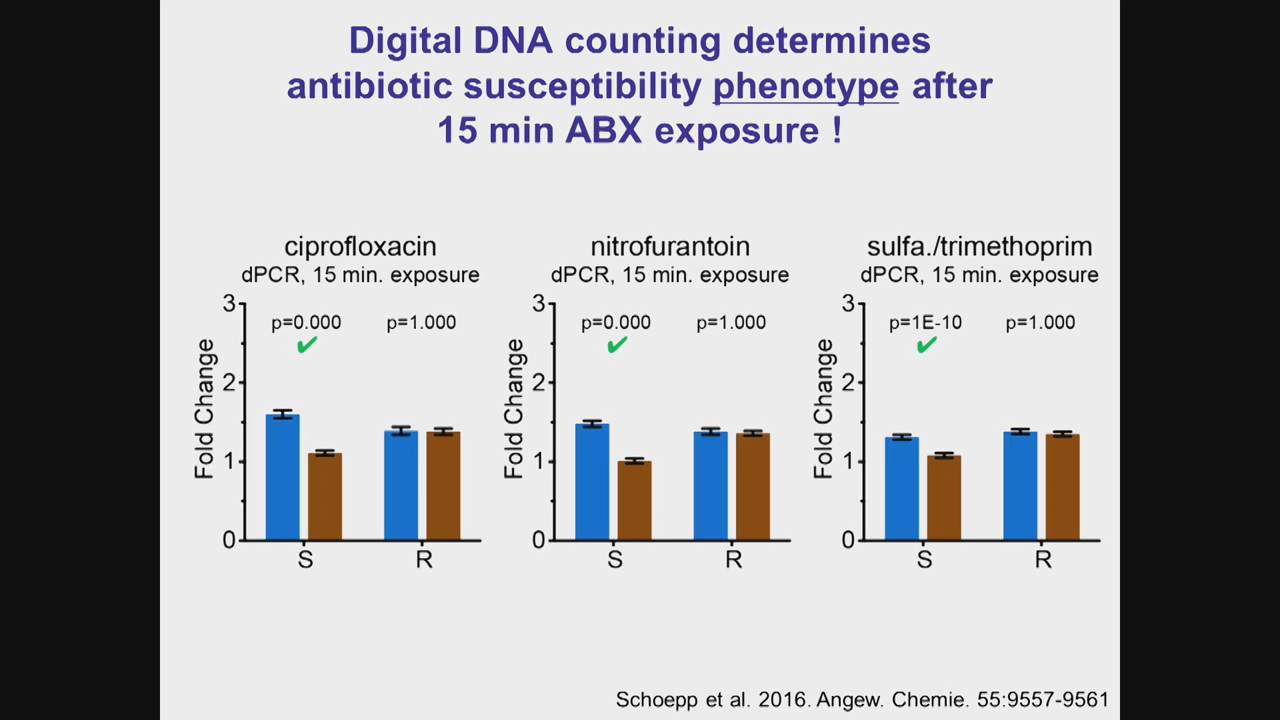 Digital DNA counting determines
antibiotic susceptibility phenotype after
15 min ABX exposure !
ciprofloxacin
dPCR, 15 min. exposure
3
p=0.000
p=1.000
2
Fold Change
1
0
S
R
nitrofurantoin
dPCR, 15 min. exposure
3
p=0.000
p=1.000
2
Fold Change
1
0
S
R
sulfa./trimethoprim
dPCR, 15 min. exposure
3
p=1E-10
p=1.000
2
Fold Change
1
0
S
R
Schoepp et al. 2016. Angew. Chemie. 55:9557-9561